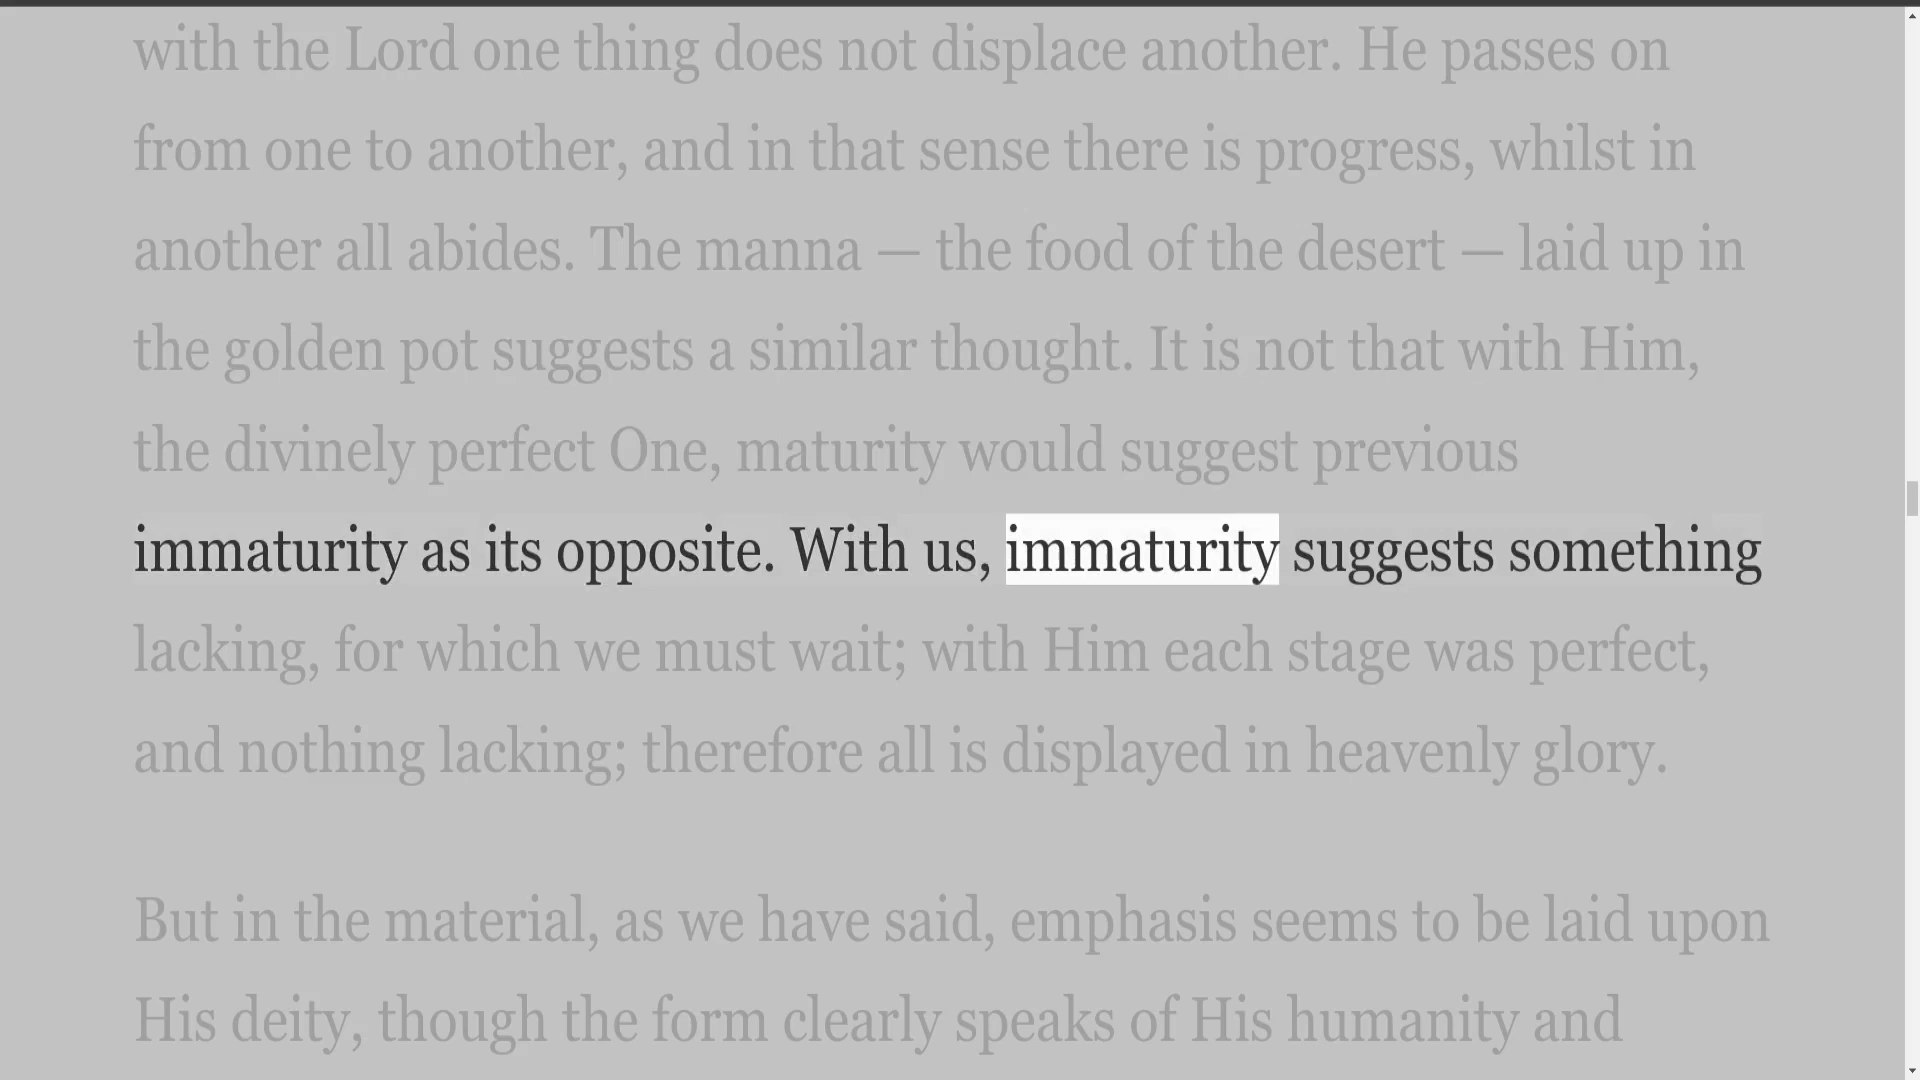 with the Lord one thing does not displace another. He passes on
from one to another, and in that sense there is progress, whilst in
another all abides. The manna — the food of the desert — laid up in
the golden pot suggests a similar thought. It is not that with Him,
the divinely perfect One, maturity would suggest previous
immaturity as its opposite. With us, immaturity suggests something
lacking, for which we must wait; with Him each stage was perfect,
and nothing lacking; therefore all is displayed in heavenly glory.
But in the material, as we have said, emphasis seems to be laid upon
His deity, though the form clearly speaks of His humanity and